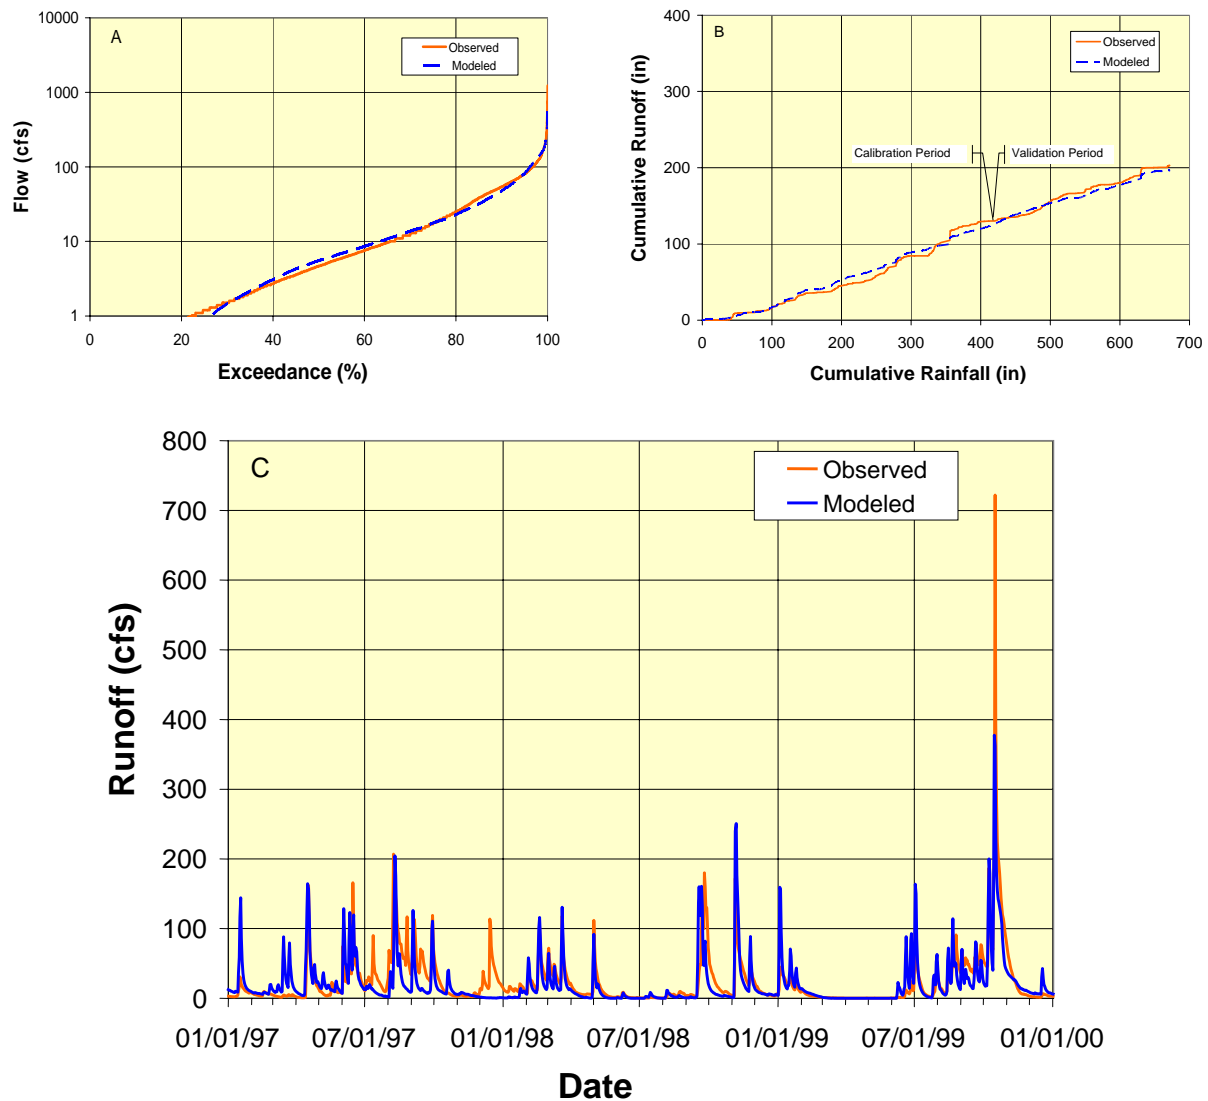 A
Observed
Modeled
10000
1000
100
10
1
Flow (cfs)
0 20 40 60 80 100
Exceedance (%)
B
Observed
Modeled
Calibration Period
Validation Period
400
300
200
100
0
Cumulative Runoff (in)
0 100 200 300 400 500 600 700
Cumulative Rainfall (in)
C
Observed
Modeled
800
700
600
500
400
300
200
100
0
Runoff (cfs)
01/01/97 07/01/97 01/01/98 07/01/98 01/01/99 07/01/99 01/01/00
Date